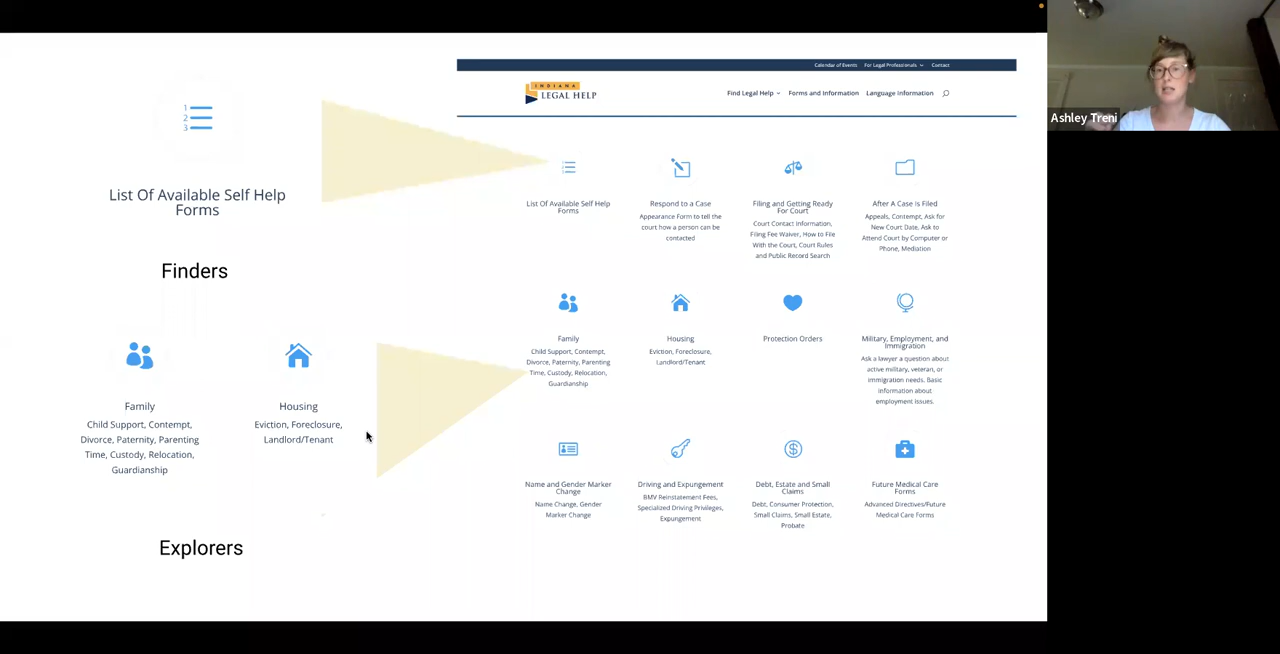 1
2
3
List Of Available Self Help
Forms
Finders
Family
Child Support, Contempt,
Divorce, Paternity, Parenting
Time, Custody, Relocation,
Guardianship
Housing
Eviction, Foreclosure,
Landlord/Tenant
Explorers
Calendar of Events For Legal Professionals Contact
INDIANA
LEGAL HELP
Find Legal Help Forms and Information Language Information
List Of Available Self Help
Forms
Respond to a Case
Appearance Form to tell the
court how a person can be
contacted
Filing and Getting Ready
For Court
Court Contact Information,
Filing Fee Waiver, How to File
With the Court, Court Rules
and Public Record Search
After A Case Is Filed
Appeals, Contempt, Ask for
New Court Date, Ask to
Attend Court by Computer or
Phone, Mediation
Family
Child Support, Contempt,
Divorce, Paternity, Parenting
Time, Custody, Relocation,
Guardianship
Housing
Eviction, Foreclosure,
Landlord/Tenant
Protection Orders
Military, Employment, and
Immigration
Ask a lawyer a question about
active military, veteran, or
immigration needs. Basic
information about
employment issues.
Name and Gender Marker
Change
Name Change, Gender
Marker Change
Driving and Expungement
BMV Reinstatement Fees,
Specialized Driving Privileges,
Expungement
Debt, Estate and Small
Claims
Debt, Consumer Protection,
Small Claims, Small Estate,
Probate
Future Medical Care
Forms
Advanced Directives/Future
Medical Care Forms
Ashley Treni